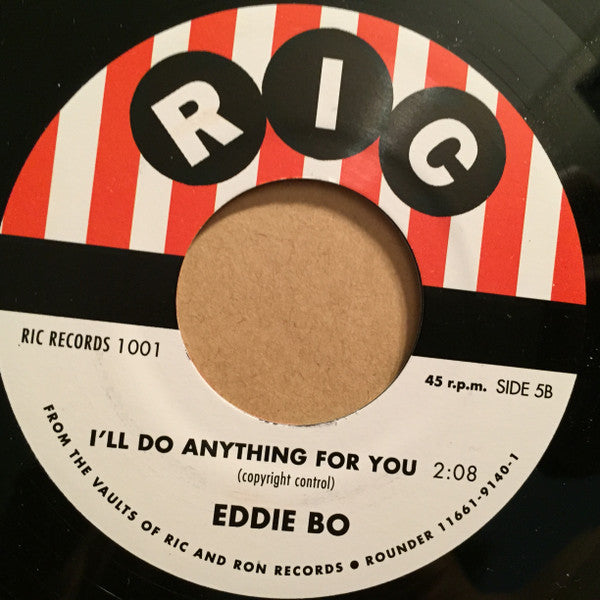 RIC
RIC RECORDS 1001
45 r.p.m. SIDE 5B
I'LL DO ANYTHING FOR YOU 2:08
(copyright control)
EDDIE BO
FROM THE VAULTS OF RIC AND RON RECORDS • ROUNDER 11661-9140-1